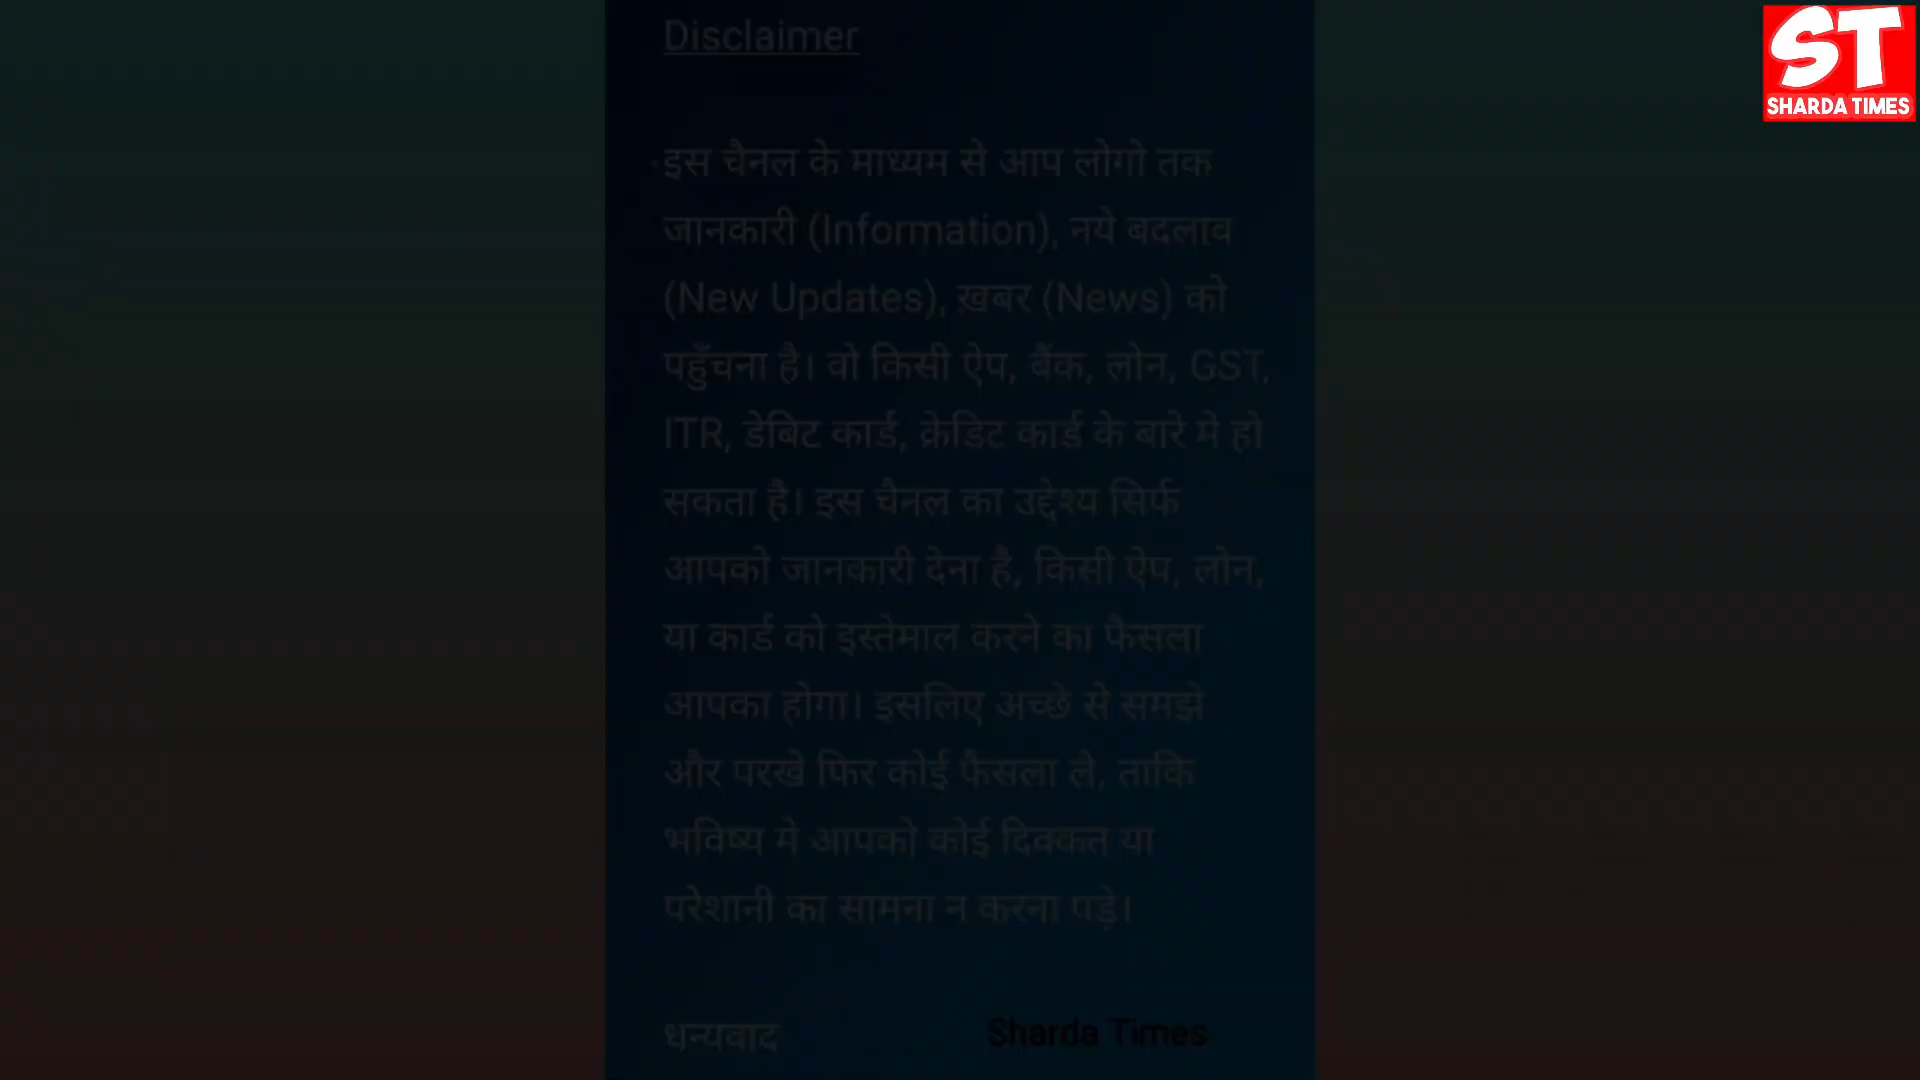 ST
SHARDA TIMES
Disclaimer
इस चैनल के माध्यम से आप लोगो तक
जानकारी (Information), नये बदलाव
(New Updates), ख़बर (News) को
पहुँचना है। वो किसी ऐप, बैंक, लोन, GST,
ITR, डेबिट कार्ड, क्रेडिट कार्ड के बारे मे हो
सकता है। इस चैनल का उद्देश्य सिर्फ
आपको जानकारी देना है, किसी ऐप, लोन,
या कार्ड को इस्तेमाल करने का फैसला
आपका होगा। इसलिए अच्छे से समझे
और परखे फिर कोई फैसला ले, ताकि
भविष्य मे आपको कोई दिक्कत या
परेशानी का सामना न करना पड़े।
धन्यवाद Sharda Times